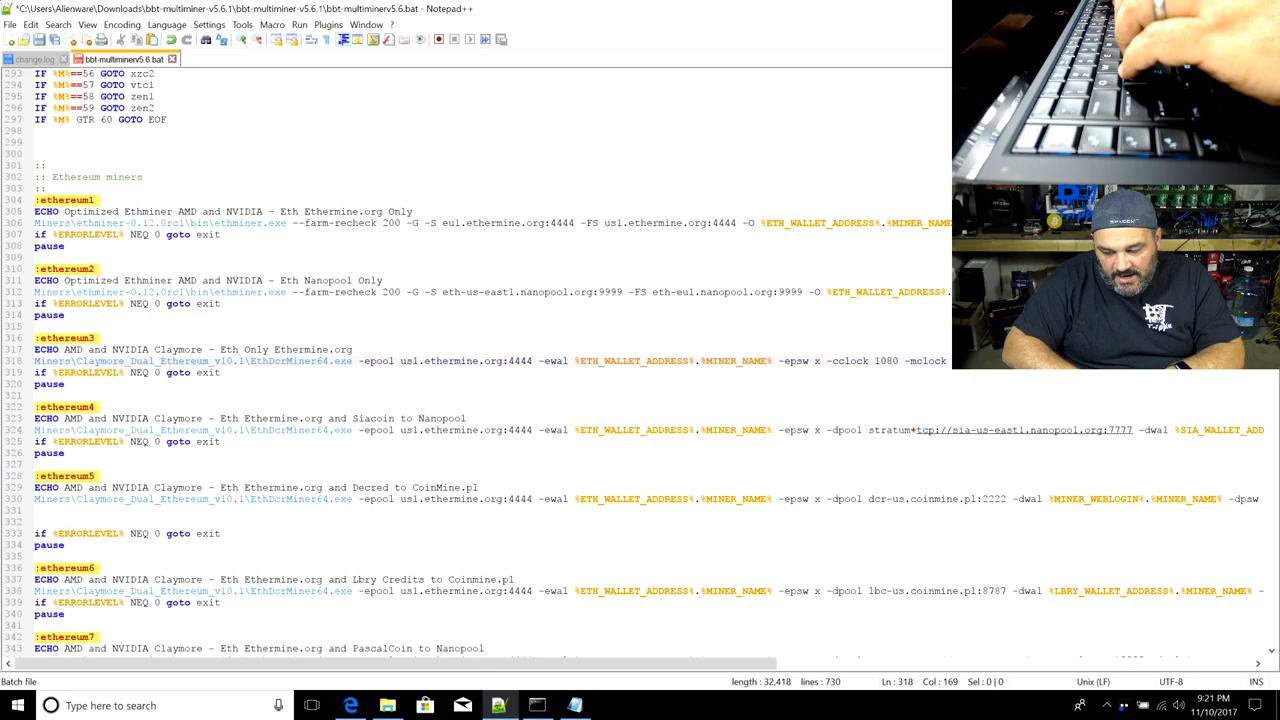 *C:\Users\Alienware\Downloads\bbt-multiminer-v5.6.1\bbt-multiminer-v5.6.1\bbt-multiminerv5.6.bat - Notepad++
File Edit Search View Encoding Language Settings Tools Macro Run Plugins Window ?
change.log bbt-multiminerv5.6.bat
293 IF %M%==56 GOTO xzc2
294 IF %M%==57 GOTO vtc1
295 IF %M%==58 GOTO zen1
296 IF %M%==59 GOTO zen2
297 IF %M% GTR 60 GOTO EOF
298
299
300
301 ::
302 :: Ethereum miners
303 ::
304 :ethereum1
305 ECHO Optimized Ethminer AMD and NVIDIA - Eth Ethermine.org Only
306 Miners\ethminer-0.12.0rc1\bin\ethminer.exe --farm-recheck 200 -G -S eu1.ethermine.org:4444 -FS us1.ethermine.org:4444 -O %ETH_WALLET_ADDRESS%.%MINER_NAME
307 if %ERRORLEVEL% NEQ 0 goto exit
308 pause
309
310 :ethereum2
311 ECHO Optimized Ethminer AMD and NVIDIA - Eth Nanopool Only
312 Miners\ethminer-0.12.0rc1\bin\ethminer.exe --farm-recheck 200 -G -S eth-us-east1.nanopool.org:9999 -FS eth-eu1.nanopool.org:9999 -O %ETH_WALLET_ADDRESS%.
313 if %ERRORLEVEL% NEQ 0 goto exit
314 pause
315
316 :ethereum3
317 ECHO AMD and NVIDIA Claymore - Eth Only Ethermine.org
318 Miners\Claymore_Dual_Ethereum_v10.1\EthDcrMiner64.exe -epool us1.ethermine.org:4444 -ewal %ETH_WALLET_ADDRESS%.%MINER_NAME% -epsw x -cclock 1080 -mclock
319 if %ERRORLEVEL% NEQ 0 goto exit
320 pause
321
322 :ethereum4
323 ECHO AMD and NVIDIA Claymore - Eth Ethermine.org and Siacoin to Nanopool
324 Miners\Claymore_Dual_Ethereum_v10.1\EthDcrMiner64.exe -epool us1.ethermine.org:4444 -ewal %ETH_WALLET_ADDRESS%.%MINER_NAME% -epsw x -dpool stratum+tcp://sia-us-east1.nanopool.org:7777 -dwal %SIA_WALLET_ADD
325 if %ERRORLEVEL% NEQ 0 goto exit
326 pause
327
328 :ethereum5
329 ECHO AMD and NVIDIA Claymore - Eth Ethermine.org and Decred to CoinMine.pl
330 Miners\Claymore_Dual_Ethereum_v10.1\EthDcrMiner64.exe -epool us1.ethermine.org:4444 -ewal %ETH_WALLET_ADDRESS%.%MINER_NAME% -epsw x -dpool dcr-us.coinmine.pl:2222 -dwal %MINER_WEBLOGIN%.%MINER_NAME% -dpsw
331
332
333 if %ERRORLEVEL% NEQ 0 goto exit
334 pause
335
336 :ethereum6
337 ECHO AMD and NVIDIA Claymore - Eth Ethermine.org and Lbry Credits to Coinmine.pl
338 Miners\Claymore_Dual_Ethereum_v10.1\EthDcrMiner64.exe -epool us1.ethermine.org:4444 -ewal %ETH_WALLET_ADDRESS%.%MINER_NAME% -epsw x -dpool lbc-us.coinmine.pl:8787 -dwal %LBRY_WALLET_ADDRESS%.%MINER_NAME% -
339 if %ERRORLEVEL% NEQ 0 goto exit
340 pause
341
342 :ethereum7
343 ECHO AMD and NVIDIA Claymore - Eth Ethermine.org and PascalCoin to Nanopool
Batch file length : 32,418 lines : 730 Ln : 318 Col : 169 Sel : 0 | 0 Unix (LF) UTF-8 INS
Type here to search
9:21 PM
11/10/2017